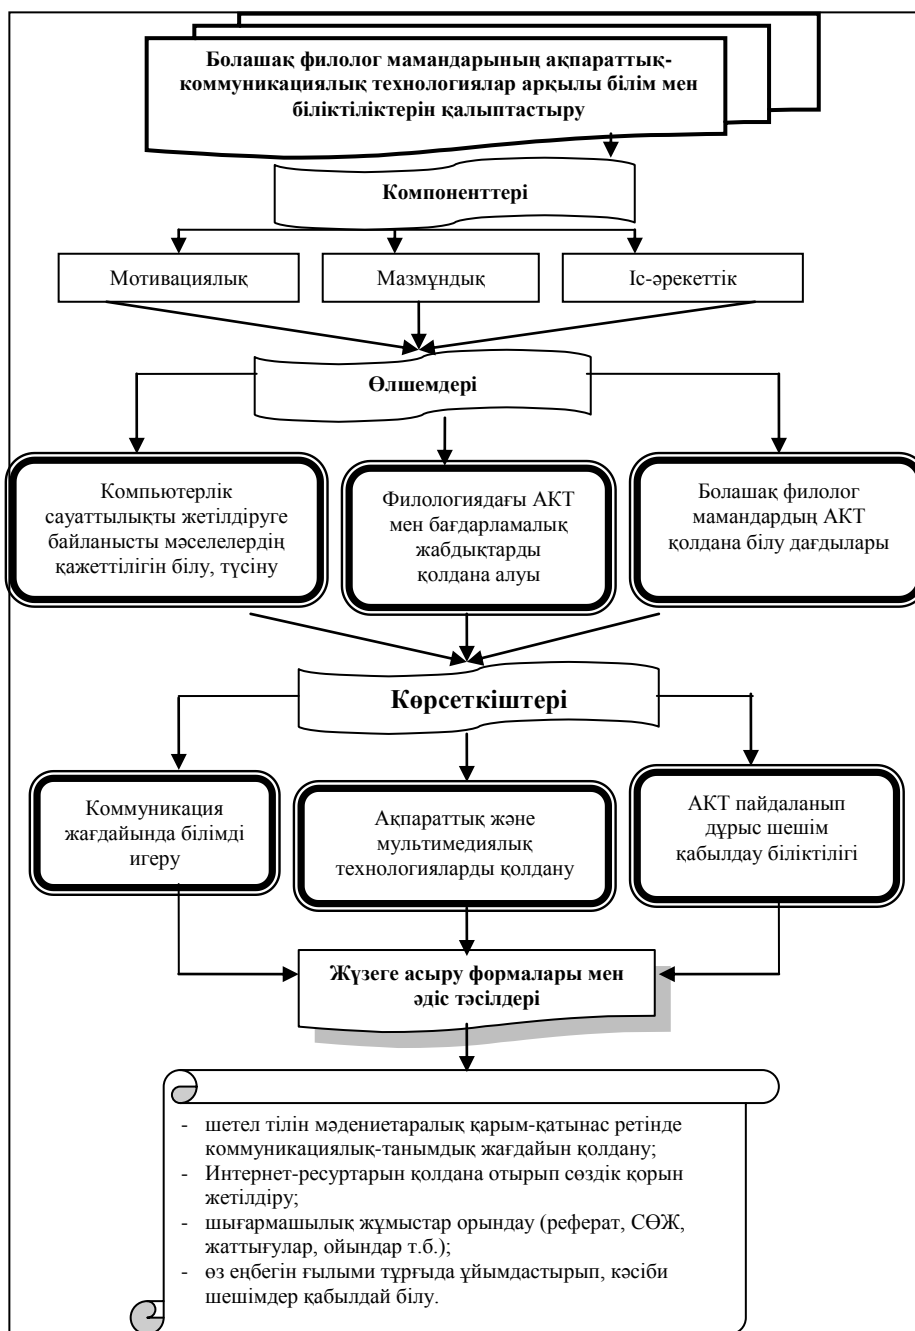 Болашақ филолог мамандарының ақпараттық-
коммуникациялық технологиялар арқылы білім мен
біліктіліктерін қалыптастыру
Компоненттері
Мотивациялық
Мазмұндық
Іс-әрекеттік
Өлшемдері
Компьютерлік
сауаттылықты жетілдіруге
байланысты мәселелердің
қажеттілігін білу, түсіну
Филологиядағы АКТ
мен бағдарламалық
жабдықтарды
қолдана алуы
Болашақ филолог
мамандардың АКТ
қолдана білу дағдылары
Көрсеткіштері
Коммуникация
жағдайында білімді
игеру
Ақпараттық және
мультимедиялық
технологияларды қолдану
АКТ пайдаланып
дұрыс шешім
қабылдау біліктілігі
Жүзеге асыру формалары мен
әдіс тәсілдері
- шетел тілін мәдениетаралық қарым-қатынас ретінде
коммуникациялық-танымдық жағдайын қолдану;
- Интернет-ресуртарын қолдана отырып сөздік қорын
жетілдіру;
- шығармашылық жұмыстар орындау (реферат, СӨЖ,
жаттығулар, ойындар т.б.);
- өз еңбегін ғылыми тұрғыда ұйымдастырып, кәсіби
шешімдер қабылдай білу.